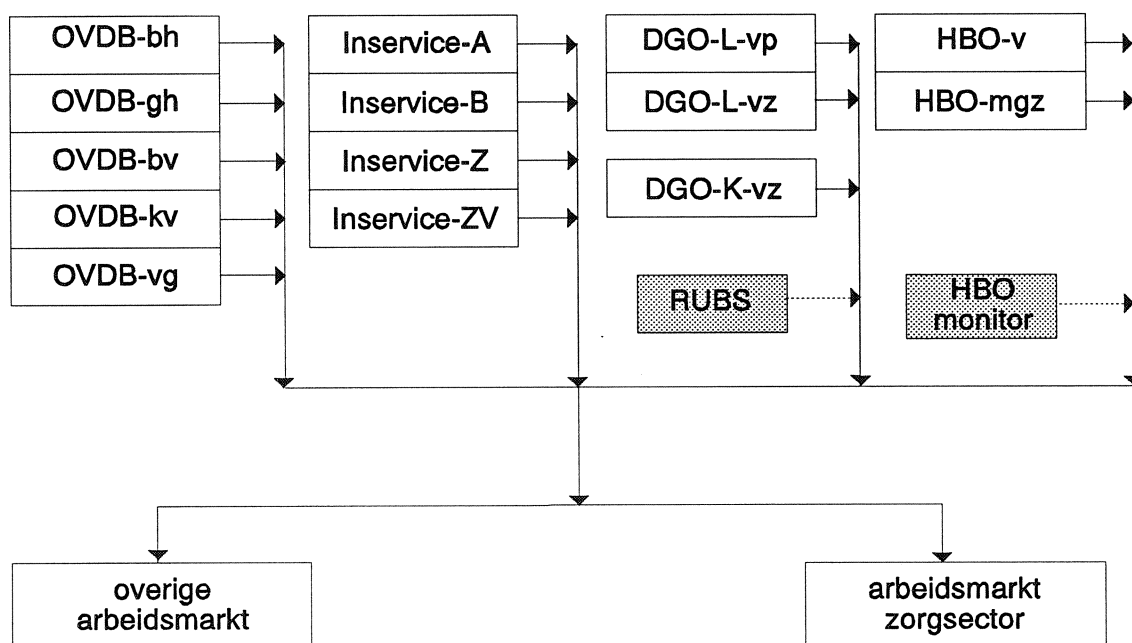 OVDB-bh
OVDB-gh
OVDB-bv
OVDB-kv
OVDB-vg
Inservice-A
Inservice-B
Inservice-Z
Inservice-ZV
DGO-L-vp
DGO-L-vz
DGO-K-vz
RUBS
HBO-v
HBO-mgz
HBO
monitor
overige
arbeidsmarkt
arbeidsmarkt
zorgsector